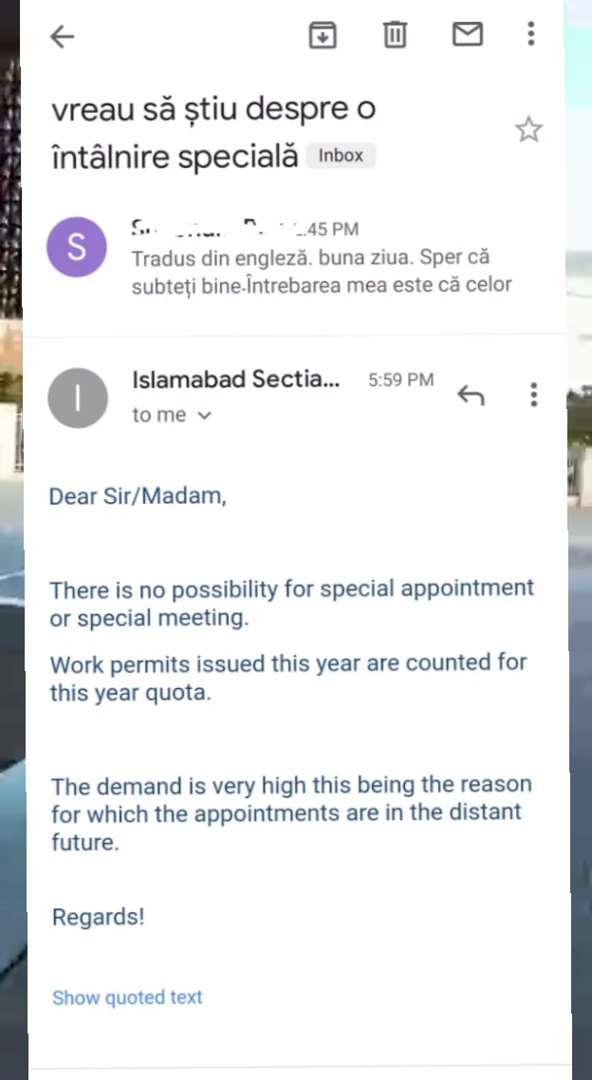 vreau să știu despre o
întâlnire specială Inbox
S :45 PM
Tradus din engleză. buna ziua. Sper că
subteți bine.Întrebarea mea este că celor
I Islamabad Sectia... 5:59 PM
to me
Dear Sir/Madam,
There is no possibility for special appointment
or special meeting.
Work permits issued this year are counted for
this year quota.
The demand is very high this being the reason
for which the appointments are in the distant
future.
Regards!
Show quoted text